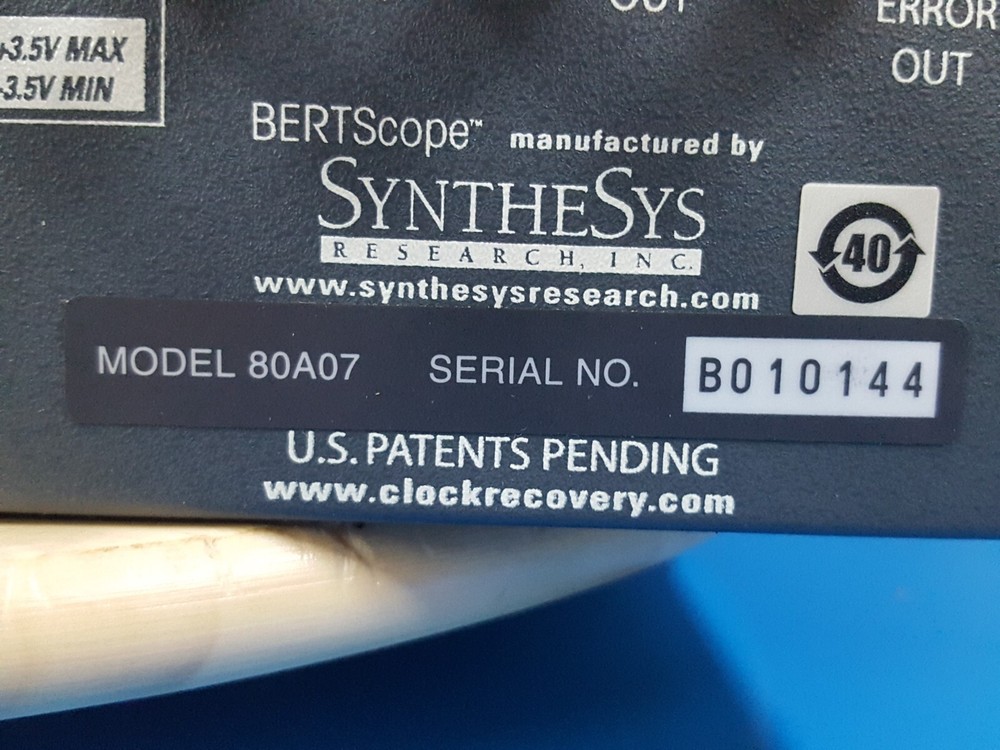 ERROR
OUT
OUT
+3.5V MAX
-3.5V MIN
BERTScope™ manufactured by
SYNTHESYS
RESEARCH, INC.
www.synthesysresearch.com
40
MODEL 80A07 SERIAL NO. B010144
U.S. PATENTS PENDING
www.clockrecovery.com